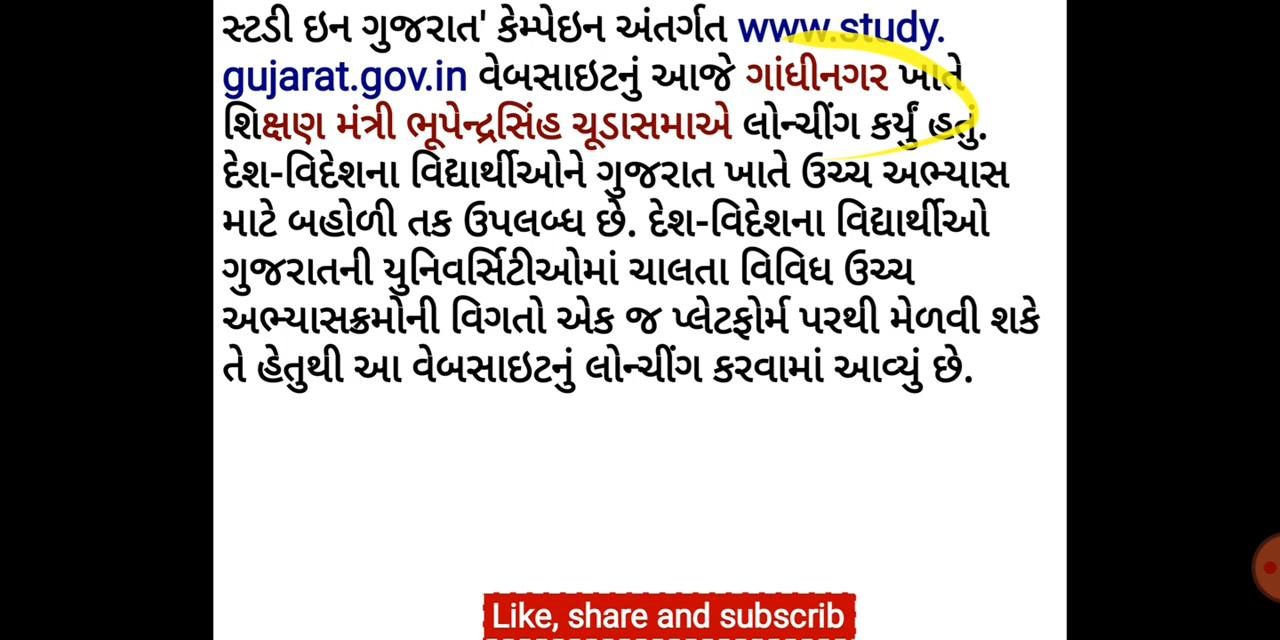 સ્ટડી ઇન ગુજરાત' કેમ્પેઇન અંતર્ગત www.study.
gujarat.gov.in વેબસાઇટનું આજે ગાંધીનગર ખાતે
શિક્ષણ મંત્રી ભૂપેન્દ્રસિંહ ચૂડાસમાએ લોન્ચીંગ કર્યું હતું.
દેશ-વિદેશના વિદ્યાર્થીઓને ગુજરાત ખાતે ઉચ્ચ અભ્યાસ
માટે બહોળી તક ઉપલબ્ધ છે. દેશ-વિદેશના વિદ્યાર્થીઓ
ગુજરાતની યુનિવર્સિટીઓમાં ચાલતા વિવિધ ઉચ્ચ
અભ્યાસક્રમોની વિગતો એક જ પ્લેટફોર્મ પરથી મેળવી શકે
તે હેતુથી આ વેબસાઇટનું લોન્ચીંગ કરવામાં આવ્યું છે.
Like, share and subscrib